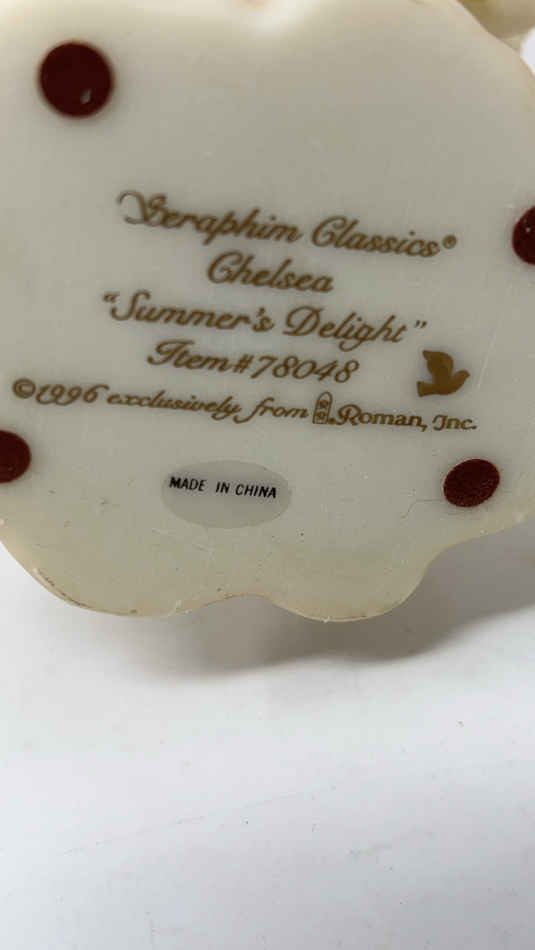 Seraphim Classics®
Chelsea
"Summer's Delight"
Item#78048
©1996 exclusively from Roman, Inc.
MADE IN CHINA